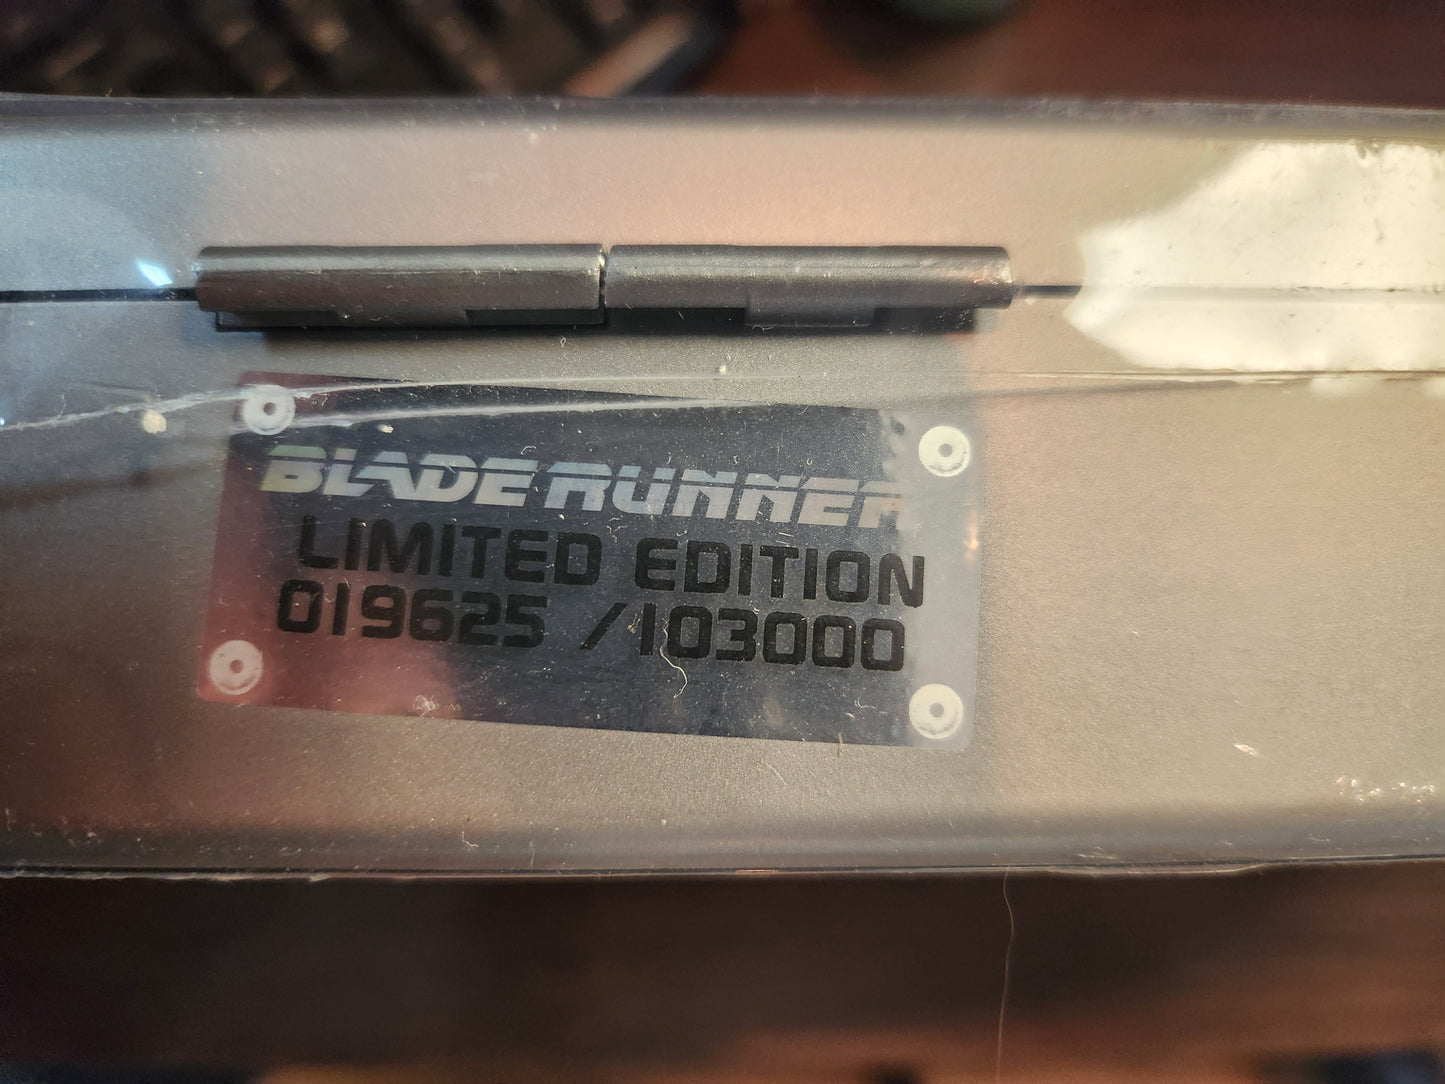 BLADE RUNNER
LIMITED EDITION
019625 /103000